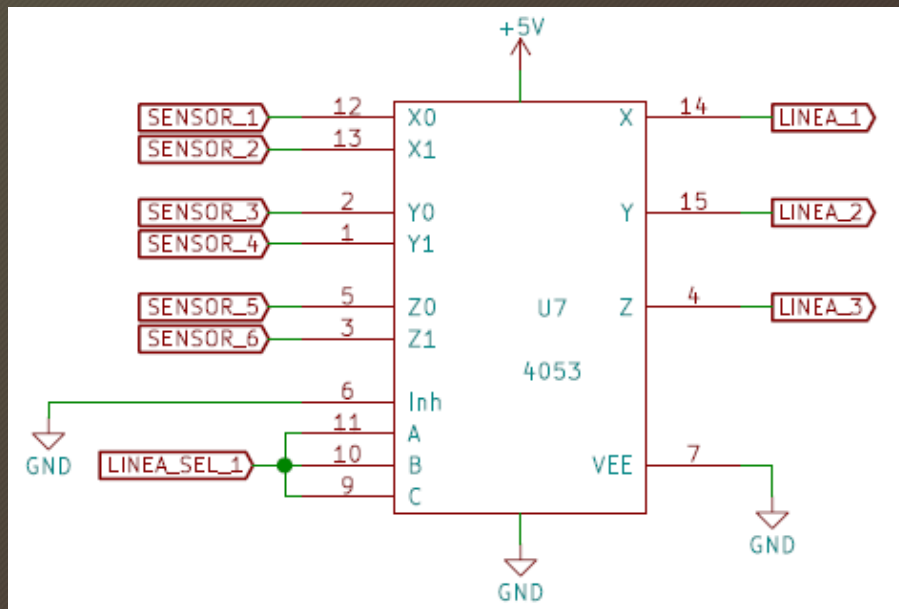 +5V
SENSOR_1 12 X0 X 14 LINEA_1
SENSOR_2 13 X1
SENSOR_3 2 Y0 Y 15 LINEA_2
SENSOR_4 1 Y1
SENSOR_5 5 Z0 U7 Z 4 LINEA_3
SENSOR_6 3 Z1
4053
6 Inh
11 A
GND LINEA_SEL_1 10 B VEE 7
9 C
GND
GND